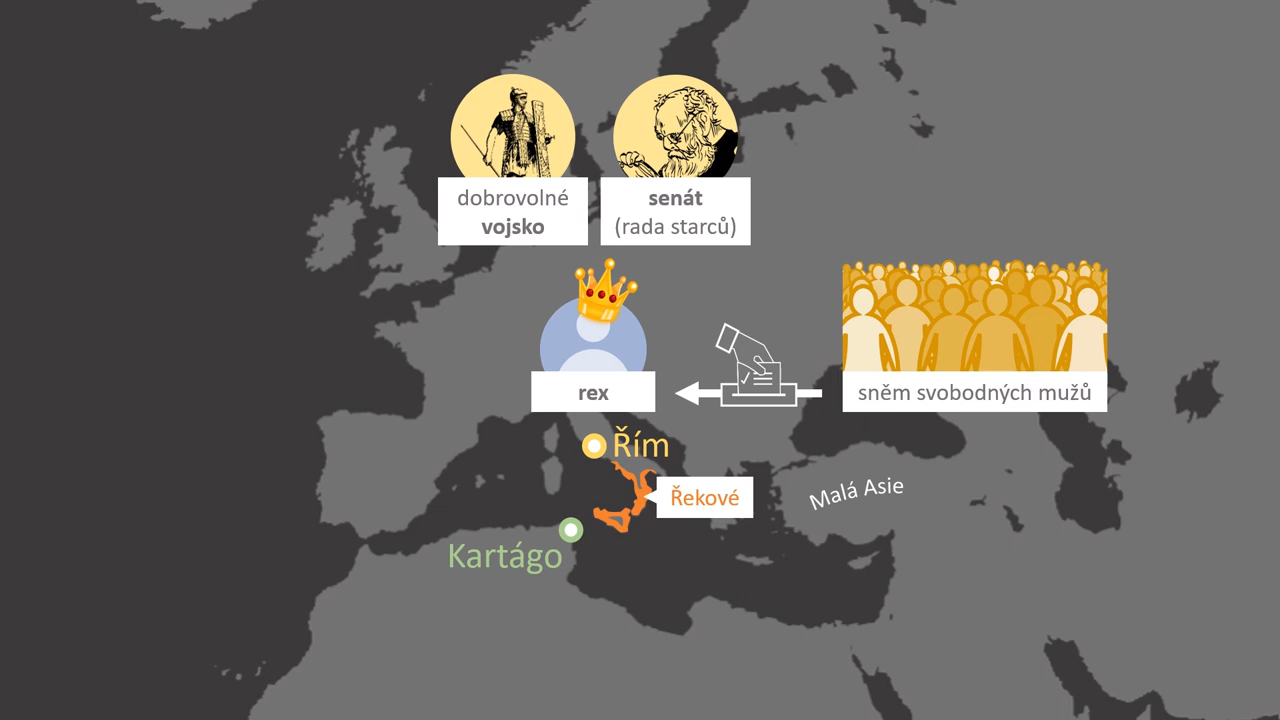 dobrovolné
vojsko
senát
(rada starců)
rex
sněm svobodných mužů
Řím
Řekové
Malá Asie
Kartágo